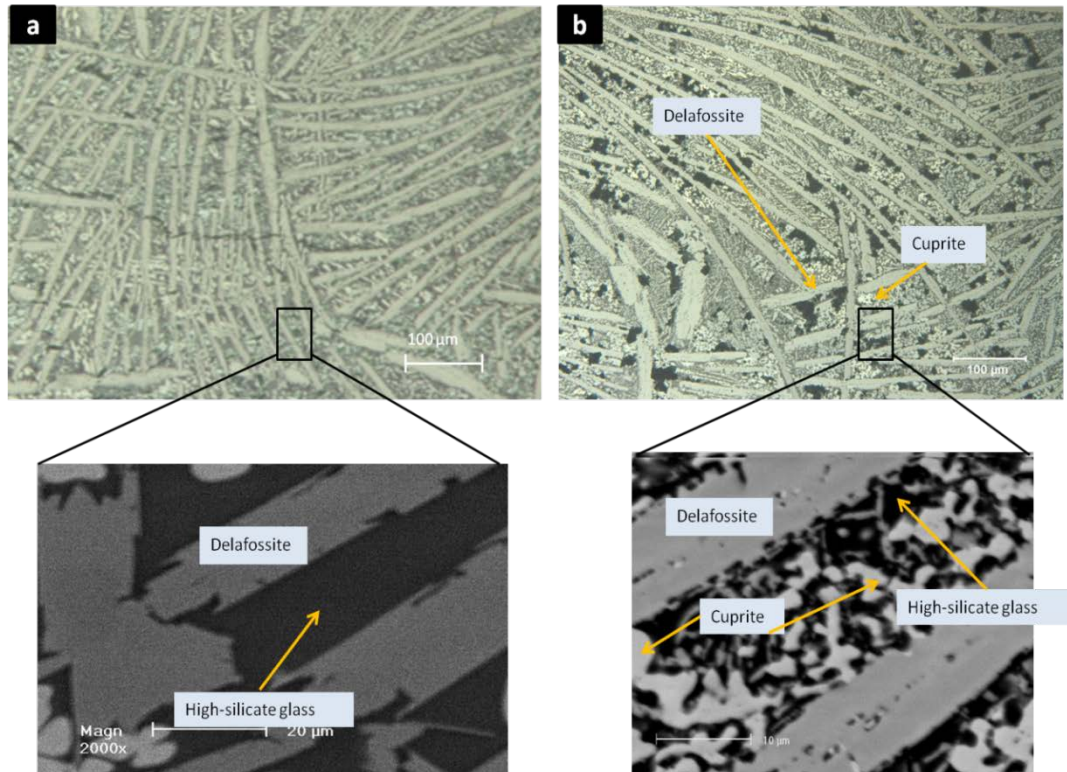 a
b
Delafossite
Cuprite
100 µm
100 µm
Delafossite
High-silicate glass
Magn
2000x
20 µm
Delafossite
Cuprite
High-silicate glass
10 µm